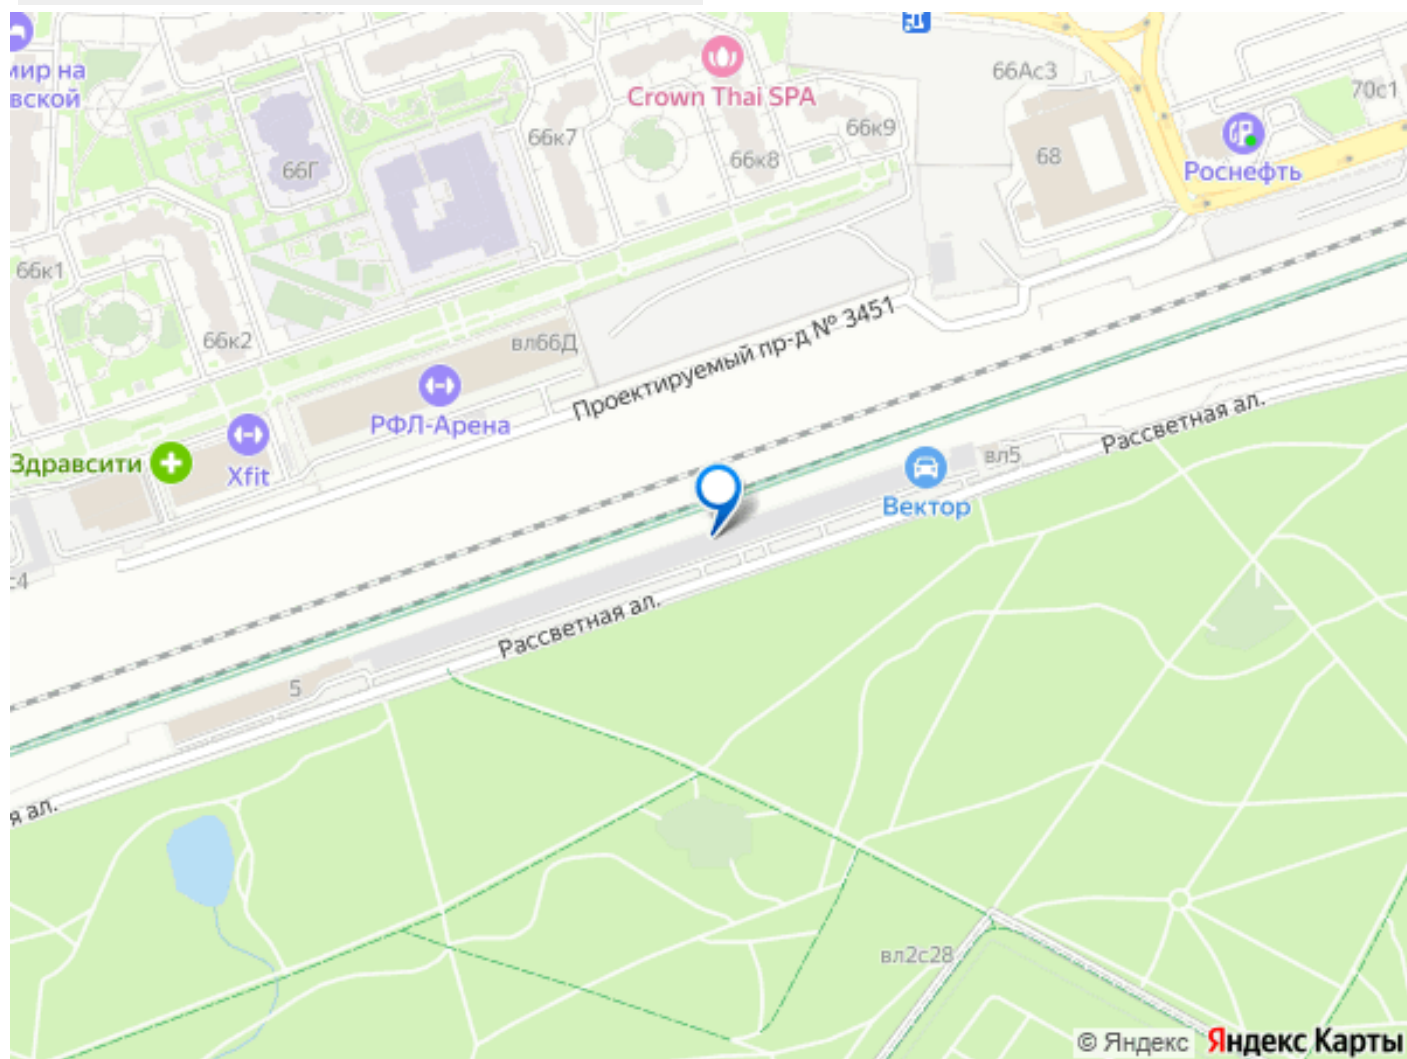 66Ас3
70с1
мир на
вской
Crown Thai SPA
66к7
66к9
66к8
68
66Г
Роснефть
66к1
66к2
вл66Д
Проектируемый пр-д № 3451
РФЛ-Арена
Рассветная ал.
Здравсити
Xfit
вл5
Вектор
с4
Рассветная ал.
5
я ал.
вл2с28
© Яндекс Яндекс Карты